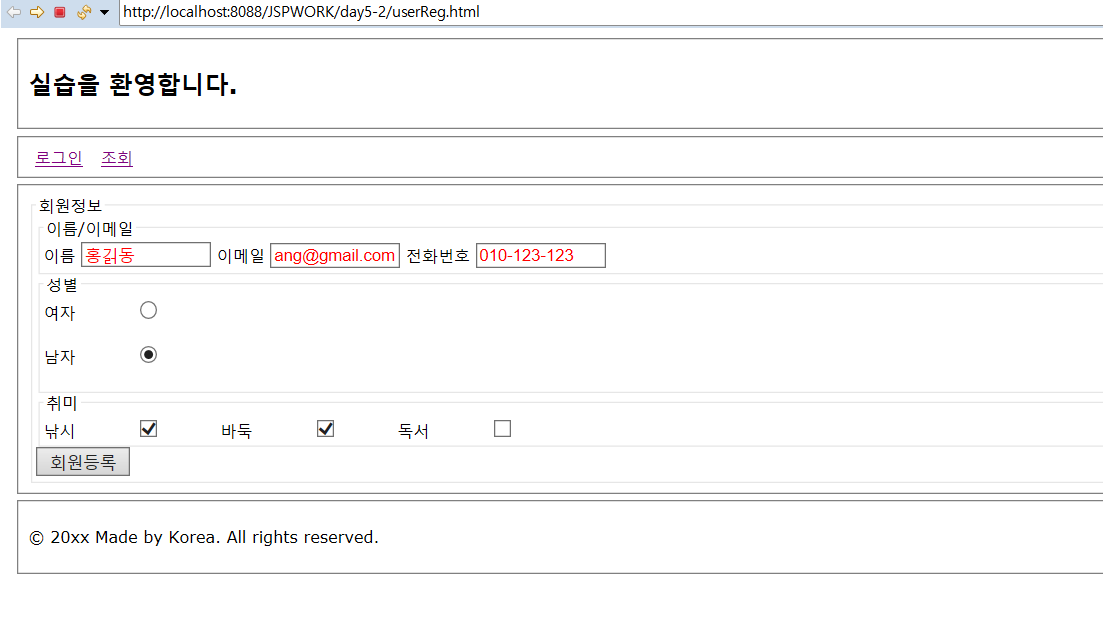 http://localhost:8088/JSPWORK/day5-2/userReg.html
실습을 환영합니다.
로그인 조회
회원정보
이름/이메일
이름 홍긺동 이메일 ang@gmail.com 전화번호 010-123-123
성별
여자
남자
취미
낚시 바둑 독서
회원등록
© 20xx Made by Korea. All rights reserved.